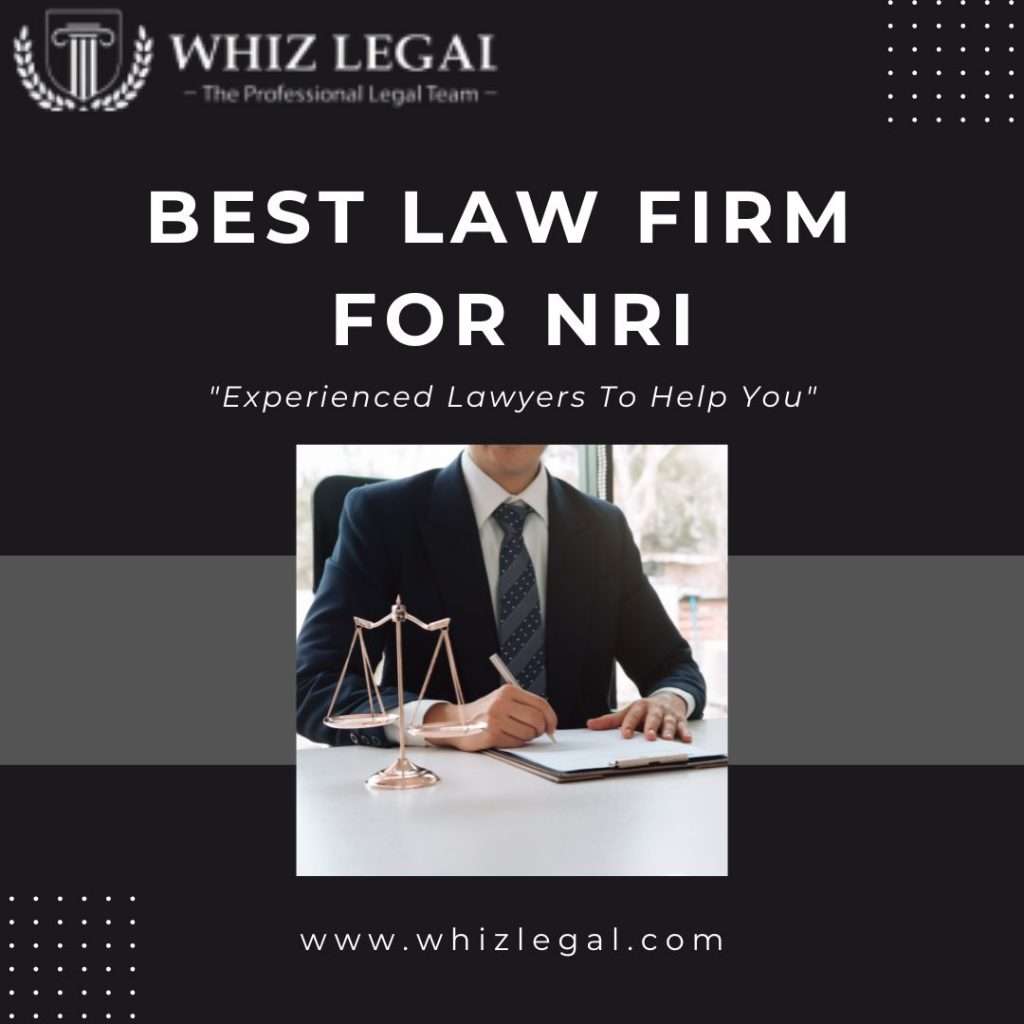 WHIZ LEGAL
– The Professional Legal Team –
BEST LAW FIRM
FOR NRI
"Experienced Lawyers To Help You"
www.whizlegal.com